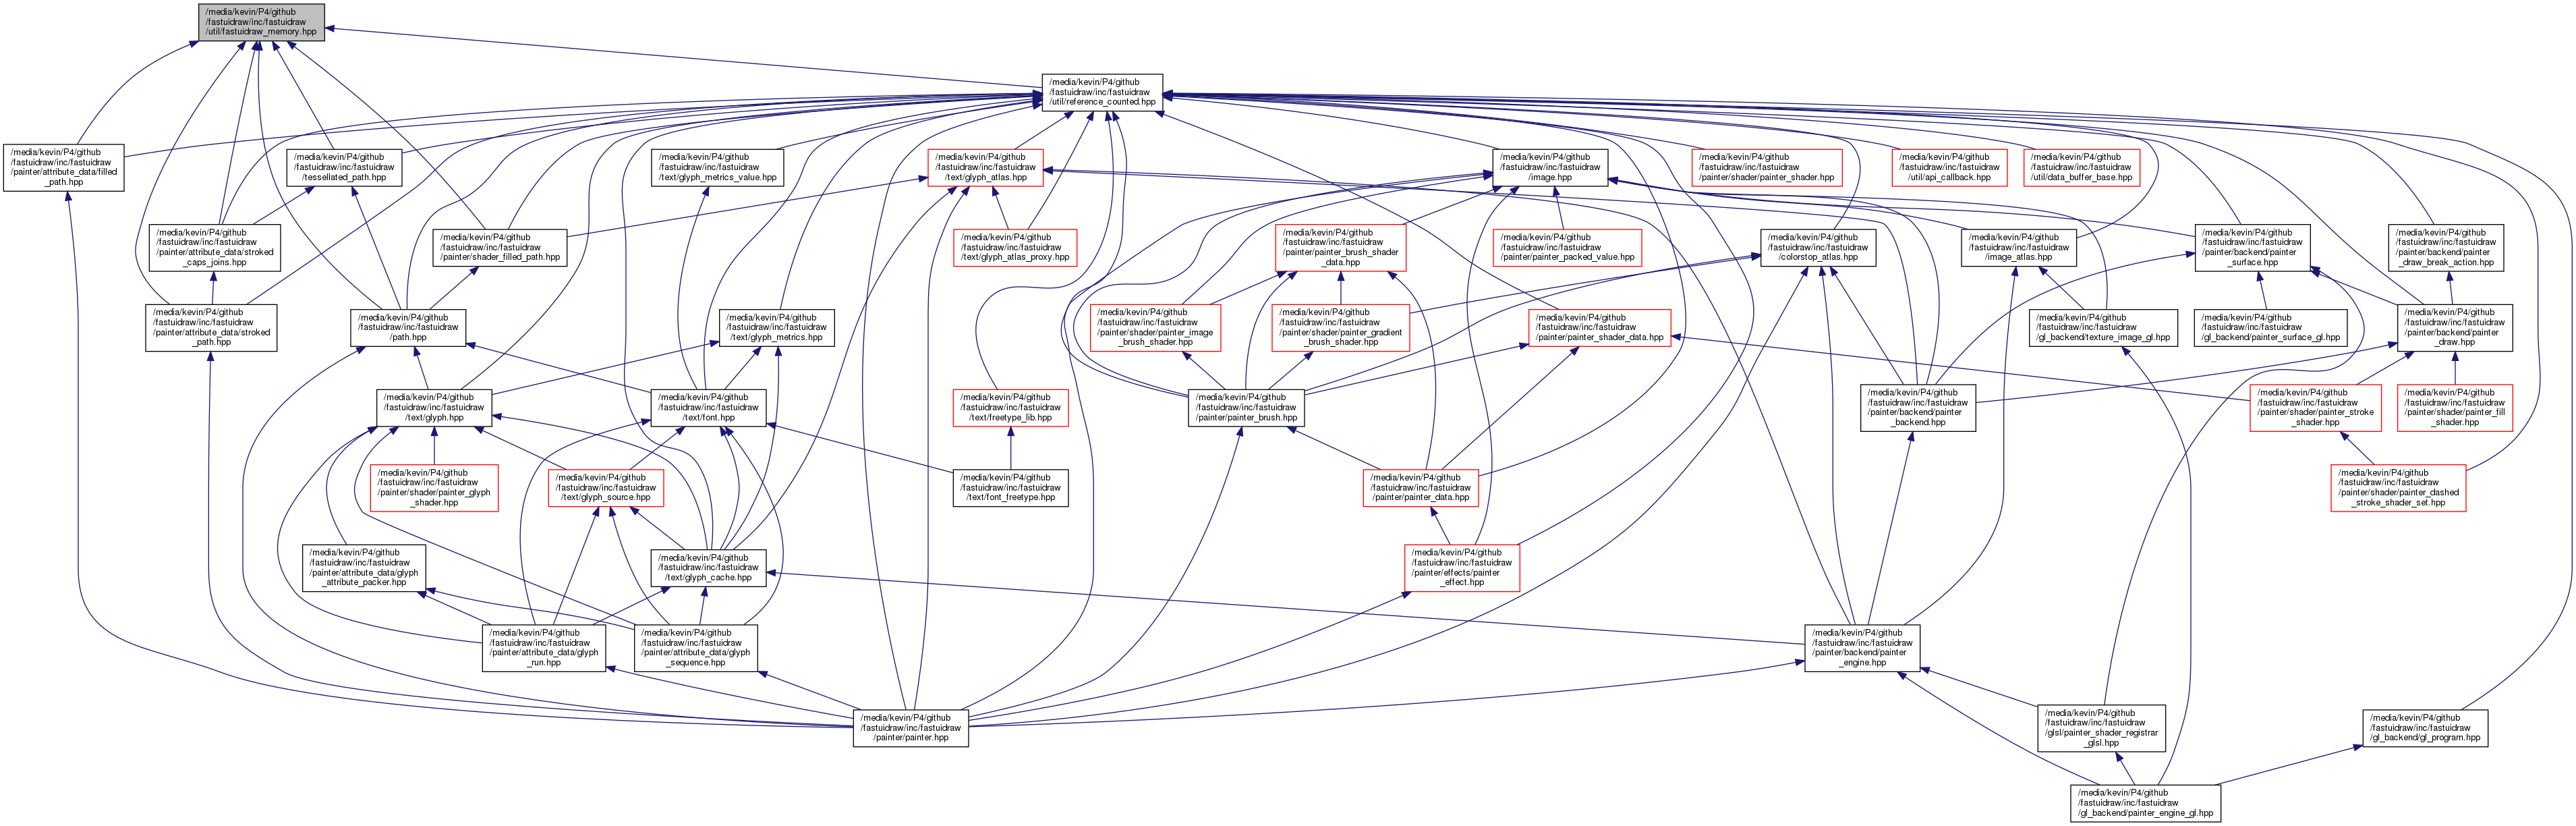 /media/kevin/P4/github
/fastuidraw/inc/fastuidraw
/util/fastuidraw_memory.hpp
/media/kevin/P4/github
/fastuidraw/inc/fastuidraw
/util/reference_counted.hpp
/media/kevin/P4/github
/fastuidraw/inc/fastuidraw
/painter/attribute_data/filled
_path.hpp
/media/kevin/P4/github
/fastuidraw/inc/fastuidraw
/tessellated_path.hpp
/media/kevin/P4/github
/fastuidraw/inc/fastuidraw
/text/glyph_metrics_value.hpp
/media/kevin/P4/github
/fastuidraw/inc/fastuidraw
/text/glyph_atlas.hpp
/media/kevin/P4/github
/fastuidraw/inc/fastuidraw
/image.hpp
/media/kevin/P4/github
/fastuidraw/inc/fastuidraw
/painter/shader/painter_shader.hpp
/media/kevin/P4/github
/fastuidraw/inc/fastuidraw
/util/api_callback.hpp
/media/kevin/P4/github
/fastuidraw/inc/fastuidraw
/util/data_buffer_base.hpp
/media/kevin/P4/github
/fastuidraw/inc/fastuidraw
/painter/attribute_data/stroked
_caps_joins.hpp
/media/kevin/P4/github
/fastuidraw/inc/fastuidraw
/painter/shader_filled_path.hpp
/media/kevin/P4/github
/fastuidraw/inc/fastuidraw
/text/glyph_atlas_proxy.hpp
/media/kevin/P4/github
/fastuidraw/inc/fastuidraw
/painter/painter_brush_shader
_data.hpp
/media/kevin/P4/github
/fastuidraw/inc/fastuidraw
/painter/painter_packed_value.hpp
/media/kevin/P4/github
/fastuidraw/inc/fastuidraw
/colorstop_atlas.hpp
/media/kevin/P4/github
/fastuidraw/inc/fastuidraw
/image_atlas.hpp
/media/kevin/P4/github
/fastuidraw/inc/fastuidraw
/painter/backend/painter
_surface.hpp
/media/kevin/P4/github
/fastuidraw/inc/fastuidraw
/painter/backend/painter
_draw_break_action.hpp
/media/kevin/P4/github
/fastuidraw/inc/fastuidraw
/painter/attribute_data/stroked
_path.hpp
/media/kevin/P4/github
/fastuidraw/inc/fastuidraw
/path.hpp
/media/kevin/P4/github
/fastuidraw/inc/fastuidraw
/text/glyph_metrics.hpp
/media/kevin/P4/github
/fastuidraw/inc/fastuidraw
/painter/shader/painter_image
_brush_shader.hpp
/media/kevin/P4/github
/fastuidraw/inc/fastuidraw
/painter/shader/painter_gradient
_brush_shader.hpp
/media/kevin/P4/github
/fastuidraw/inc/fastuidraw
/painter/painter_shader_data.hpp
/media/kevin/P4/github
/fastuidraw/inc/fastuidraw
/gl_backend/texture_image_gl.hpp
/media/kevin/P4/github
/fastuidraw/inc/fastuidraw
/gl_backend/painter_surface_gl.hpp
/media/kevin/P4/github
/fastuidraw/inc/fastuidraw
/painter/backend/painter
_draw.hpp
/media/kevin/P4/github
/fastuidraw/inc/fastuidraw
/text/glyph.hpp
/media/kevin/P4/github
/fastuidraw/inc/fastuidraw
/text/font.hpp
/media/kevin/P4/github
/fastuidraw/inc/fastuidraw
/text/freetype_lib.hpp
/media/kevin/P4/github
/fastuidraw/inc/fastuidraw
/painter/painter_brush.hpp
/media/kevin/P4/github
/fastuidraw/inc/fastuidraw
/painter/backend/painter
_backend.hpp
/media/kevin/P4/github
/fastuidraw/inc/fastuidraw
/painter/shader/painter_stroke
_shader.hpp
/media/kevin/P4/github
/fastuidraw/inc/fastuidraw
/painter/shader/painter_fill
_shader.hpp
/media/kevin/P4/github
/fastuidraw/inc/fastuidraw
/painter/shader/painter_glyph
_shader.hpp
/media/kevin/P4/github
/fastuidraw/inc/fastuidraw
/text/glyph_source.hpp
/media/kevin/P4/github
/fastuidraw/inc/fastuidraw
/text/font_freetype.hpp
/media/kevin/P4/github
/fastuidraw/inc/fastuidraw
/painter/painter_data.hpp
/media/kevin/P4/github
/fastuidraw/inc/fastuidraw
/painter/shader/painter_dashed
_stroke_shader_set.hpp
/media/kevin/P4/github
/fastuidraw/inc/fastuidraw
/painter/attribute_data/glyph
_attribute_packer.hpp
/media/kevin/P4/github
/fastuidraw/inc/fastuidraw
/text/glyph_cache.hpp
/media/kevin/P4/github
/fastuidraw/inc/fastuidraw
/painter/effects/painter
_effect.hpp
/media/kevin/P4/github
/fastuidraw/inc/fastuidraw
/painter/attribute_data/glyph
_run.hpp
/media/kevin/P4/github
/fastuidraw/inc/fastuidraw
/painter/attribute_data/glyph
_sequence.hpp
/media/kevin/P4/github
/fastuidraw/inc/fastuidraw
/painter/backend/painter
_engine.hpp
/media/kevin/P4/github
/fastuidraw/inc/fastuidraw
/painter/painter.hpp
/media/kevin/P4/github
/fastuidraw/inc/fastuidraw
/glsl/painter_shader_registrar
_glsl.hpp
/media/kevin/P4/github
/fastuidraw/inc/fastuidraw
/gl_backend/gl_program.hpp
/media/kevin/P4/github
/fastuidraw/inc/fastuidraw
/gl_backend/painter_engine_gl.hpp